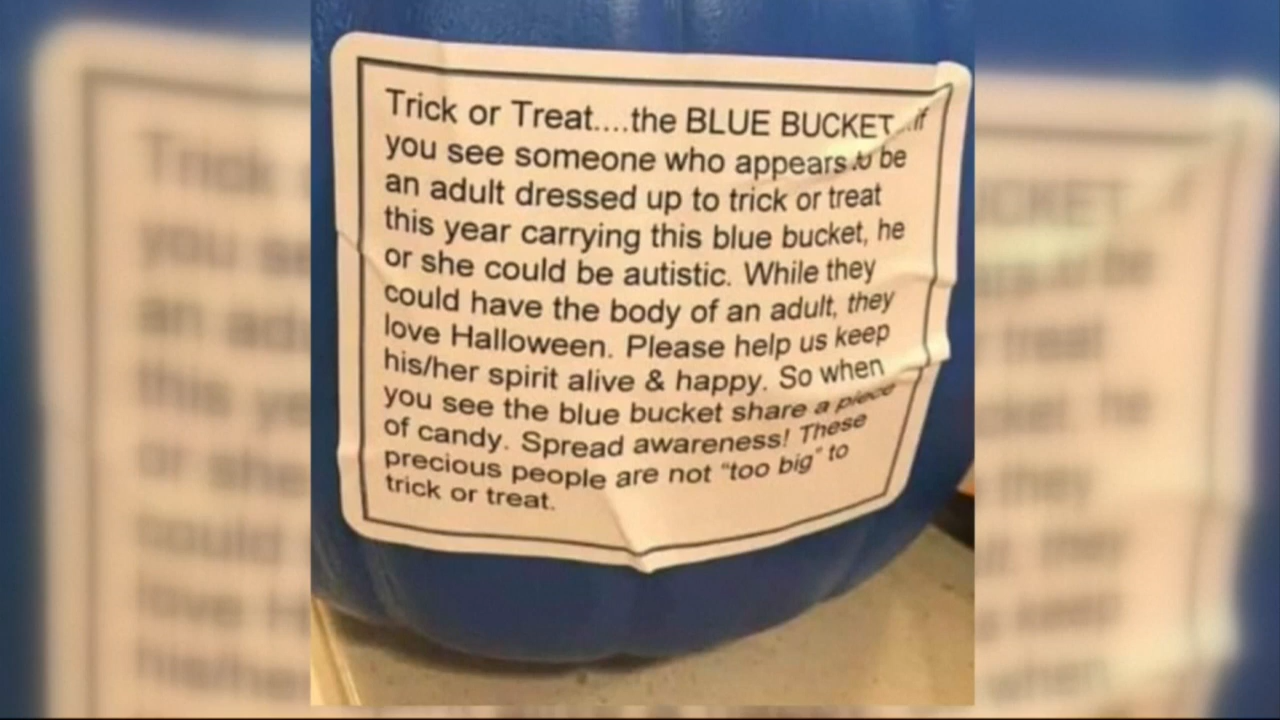 Trick or Treat....the BLUE BUCKET...if
you see someone who appears to be
an adult dressed up to trick or treat
this year carrying this blue bucket, he
or she could be autistic. While they
could have the body of an adult, they
love Halloween. Please help us keep
his/her spirit alive & happy. So when
you see the blue bucket share a piece
of candy. Spread awareness! These
precious people are not "too big" to
trick or treat.